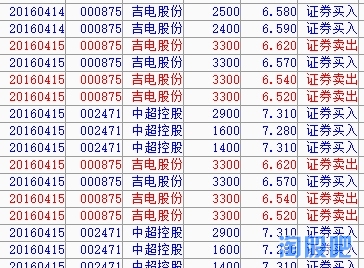 20160414 000875 吉电股份 2500 6.580 证券买入
20160414 000875 吉电股份 2400 6.590 证券买入
20160415 000875 吉电股份 3300 6.620 证券卖出
20160415 000875 吉电股份 3300 6.570 证券买入
20160415 000875 吉电股份 3300 6.540 证券卖出
20160415 000875 吉电股份 3300 6.520 证券卖出
20160415 002471 中超控股 2900 7.310 证券买入
20160415 002471 中超控股 1600 7.280 证券买入
20160415 002471 中超控股 1400 7.310 证券买入
20160415 000875 吉电股份 3300 6.620 证券卖出
20160415 000875 吉电股份 3300 6.570 证券买入
20160415 000875 吉电股份 3300 6.540 证券卖出
20160415 000875 吉电股份 3300 6.520 证券卖出
20160415 002471 中超控股 2900 7.310 证券买入
20160415 002471 中超控股 1600 7.2
20160415 002471 中超控股 1400 7.
淘股吧